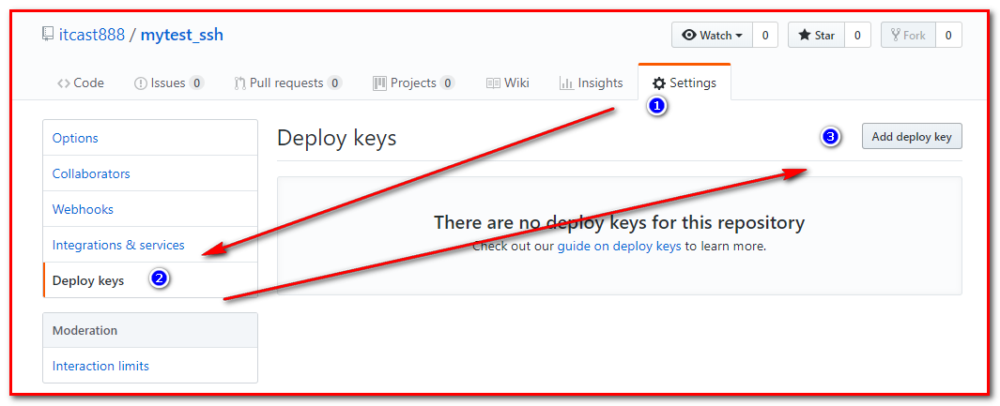 itcast888 / mytest_ssh
Watch 0 Star 0 Fork 0
Code Issues 0 Pull requests 0 Projects 0 Wiki Insights Settings
1
Options
Collaborators
Webhooks
Integrations & services
Deploy keys 2
Moderation
Interaction limits
Deploy keys 3 Add deploy key
There are no deploy keys for this repository
Check out our guide on deploy keys to learn more.